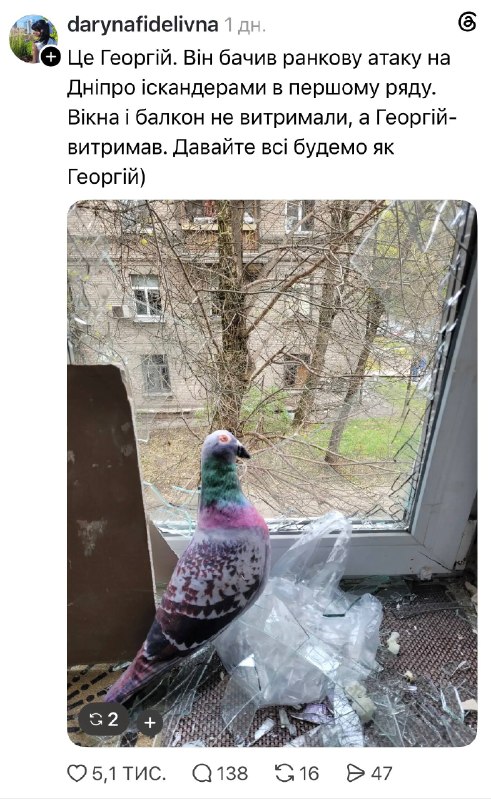 darynafidelivna 1 дн.
Це Георгій. Він бачив ранкову атаку на
Дніпро іскандерами в першому ряду.
Вікна і балкон не витримали, а Георгій-
витримав. Давайте всі будемо як
Георгій)
2
5,1 ТИС. 138 16 47